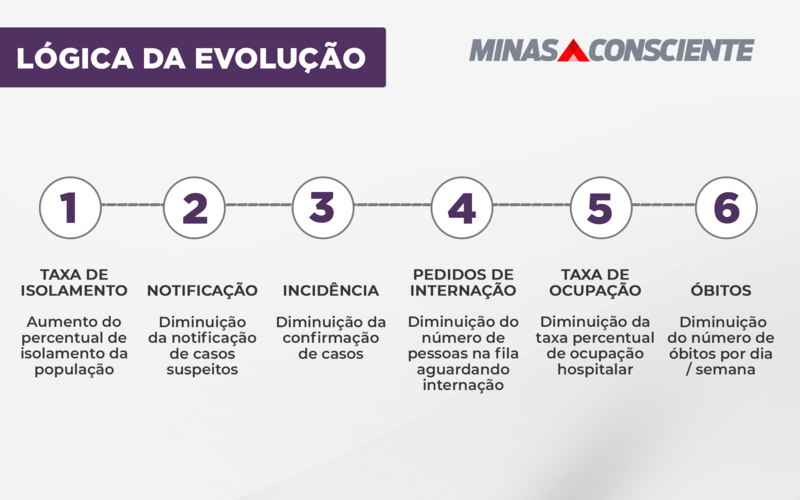 LÓGICA DA EVOLUÇÃO
MINAS CONSCIENTE
1
2
3
4
5
6
TAXA DE
ISOLAMENTO
Aumento do
percentual de
isolamento da
população
NOTIFICAÇÃO
Diminuição
da notificação
de casos
suspeitos
INCIDÊNCIA
Diminuição da
confirmação
de casos
PEDIDOS DE
INTERNAÇÃO
Diminuição do
número de
pessoas na fila
aguardando
internação
TAXA DE
OCUPAÇÃO
Diminuição da
taxa percentual
de ocupação
hospitalar
ÓBITOS
Diminuição
do número de
óbitos por dia
/ semana